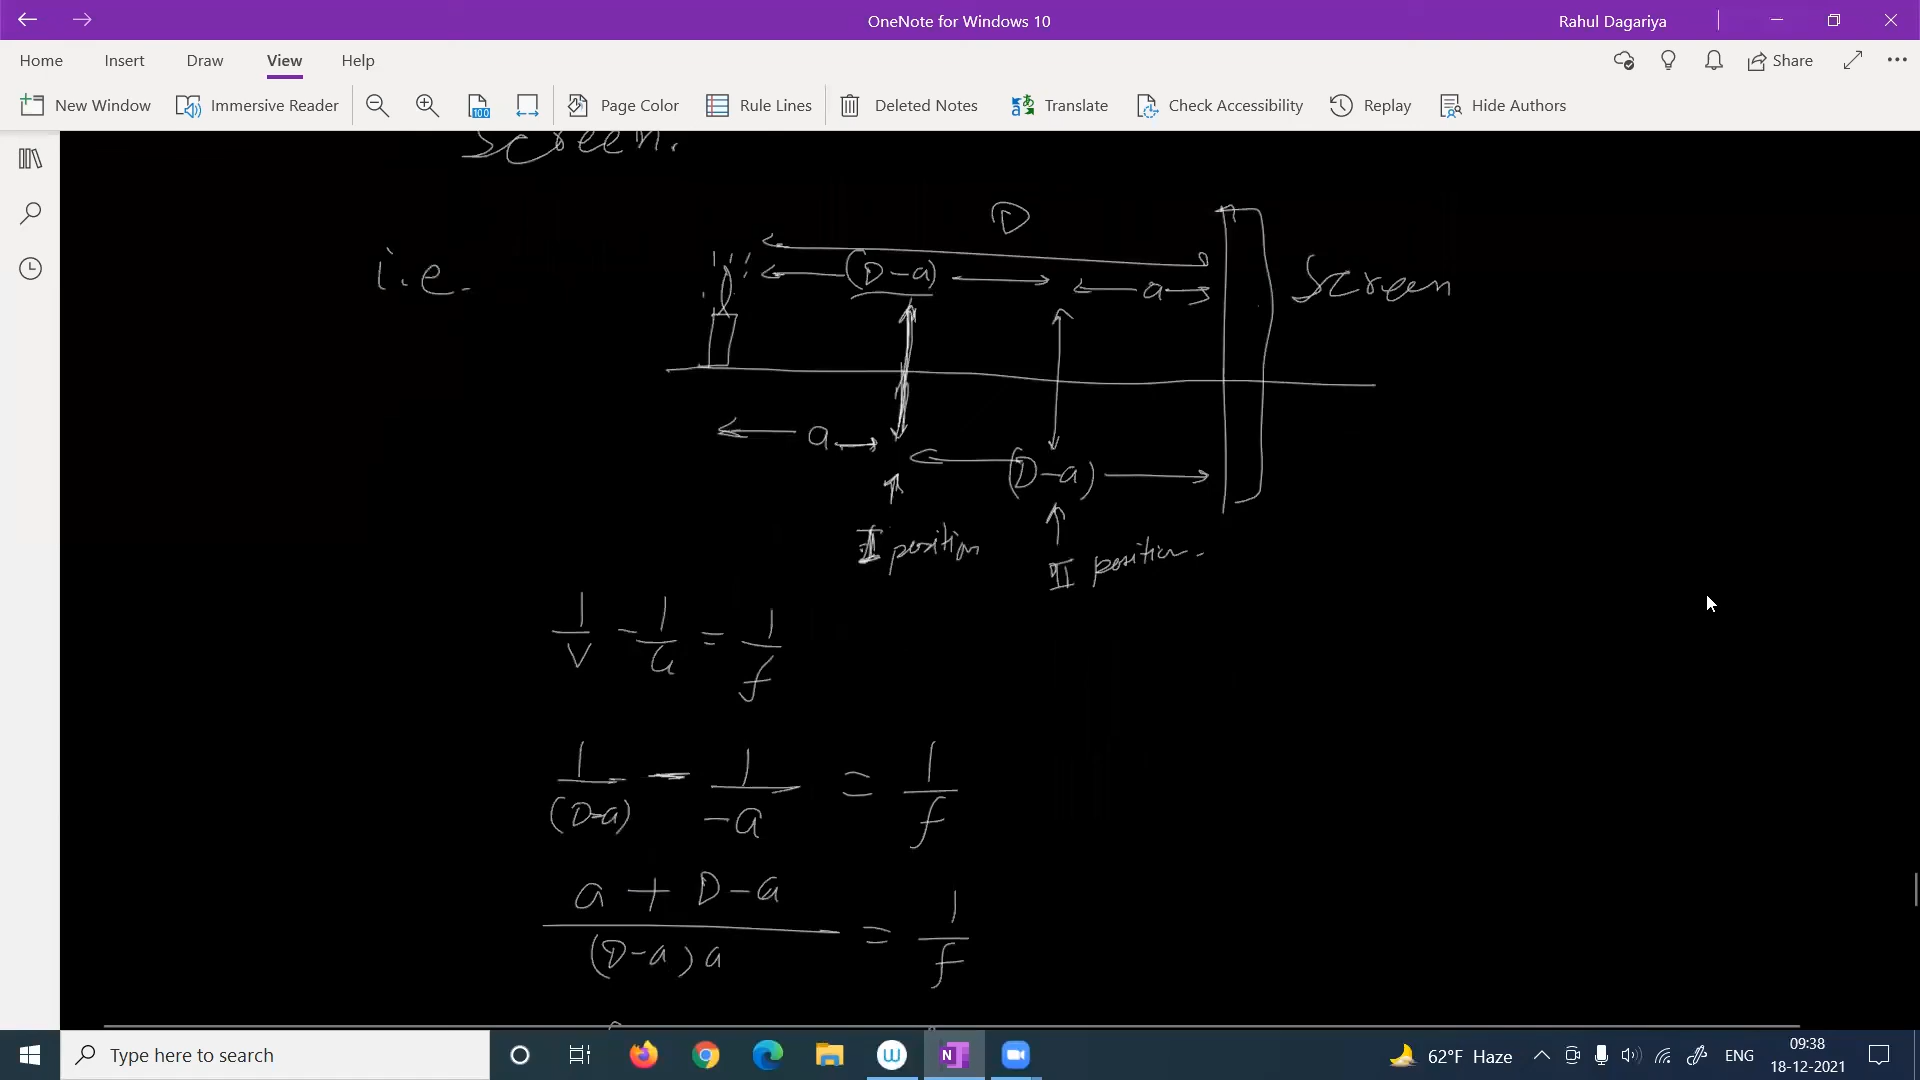 OneNote for Windows 10
Rahul Dagariya
Home Insert Draw View Help
Share
New Window Immersive Reader 100 Page Color Rule Lines Deleted Notes Translate Check Accessibility Replay Hide Authors
Screen.
D
i.e. (D-a) a Screen
a (D-a)
I position II position.
1/v - 1/u = 1/f
1/(D-a) - 1/-a = 1/f
a + D-a/(D-a)a = 1/f
Type here to search
62°F Haze
ENG
09:38
18-12-2021